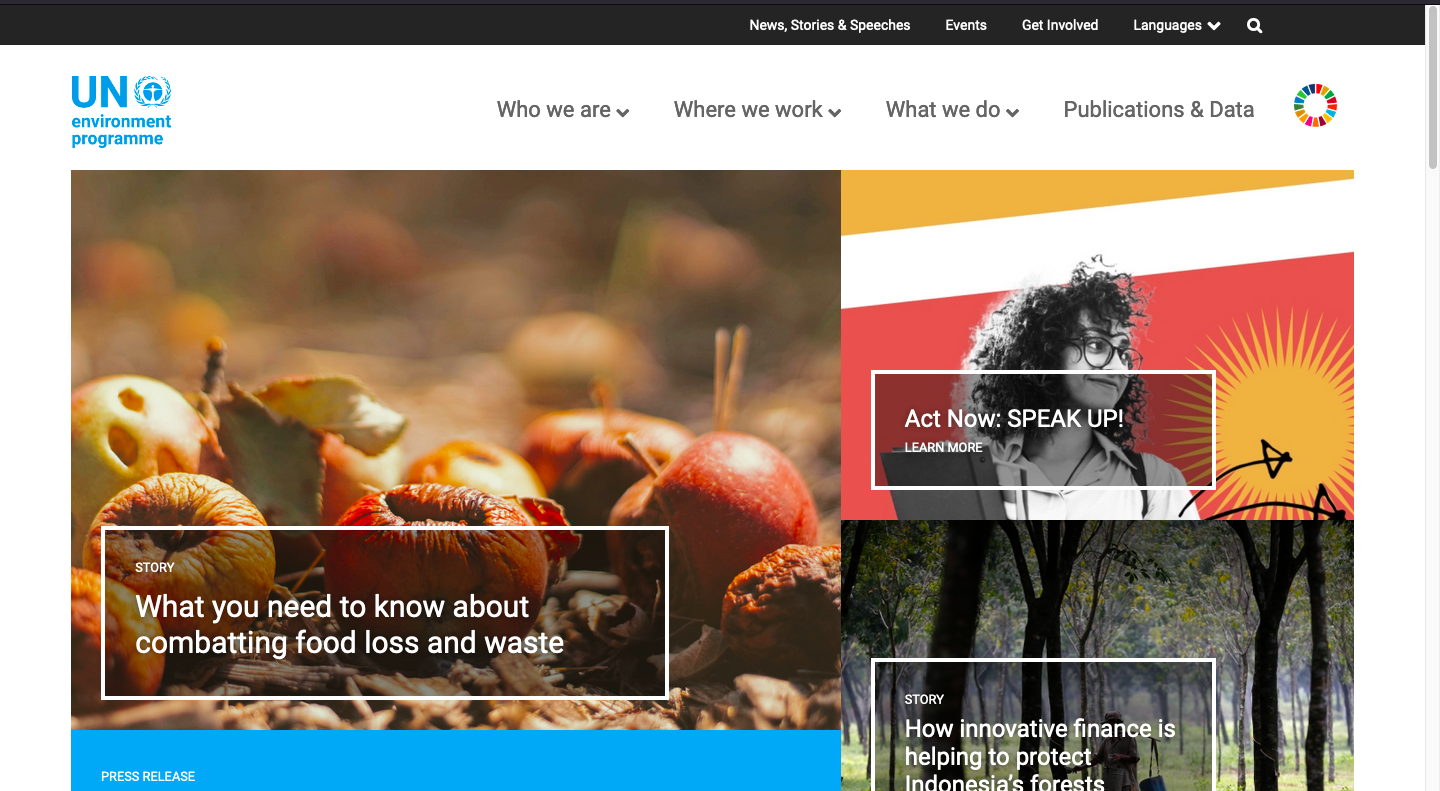 News, Stories & Speeches Events Get Involved Languages
UN
environment
programme
Who we are Where we work What we do Publications & Data
STORY
What you need to know about
combatting food loss and waste
PRESS RELEASE
Act Now: SPEAK UP!
LEARN MORE
STORY
How innovative finance is
helping to protect
Indonesia's forests